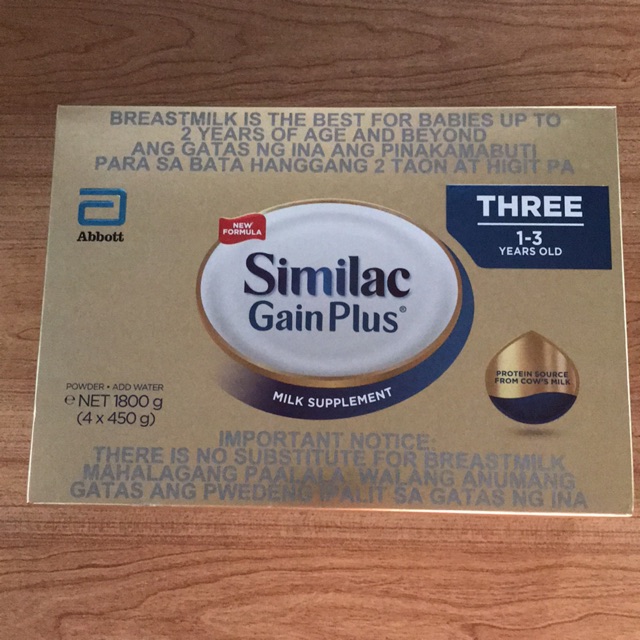 BREASTMILK IS THE BEST FOR BABIES UP TO
2 YEARS OF AGE AND BEYOND
ANG GATAS NG INA ANG PINAKAMABUTI
PARA SA BATA HANGGANG 2 TAON AT HIGIT PA
Abbott
NEW
FORMULA
THREE
1-3
YEARS OLD
Similac
Gain Plus®
MILK SUPPLEMENT
PROTEIN SOURCE
FROM COW'S MILK
POWDER • ADD WATER
℮ NET 1800 g
(4 x 450 g)
IMPORTANT NOTICE:
THERE IS NO SUBSTITUTE FOR BREASTMILK
MAHALAGANG PAALALA: WALANG ANUMANG
GATAS ANG PWEDENG IPALIT SA GATAS NG INA